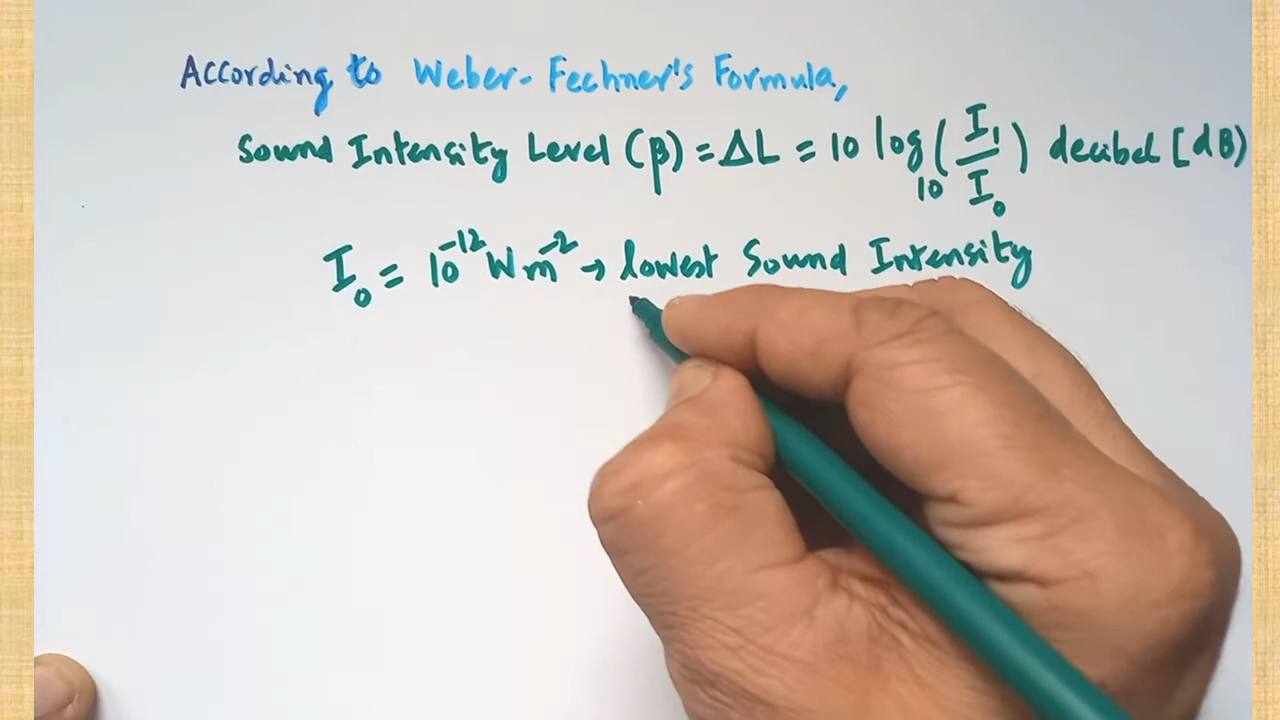 According to Weber-Fechner's Formula,
Sound Intensity Level (β) = ΔL = 10 log₁₀ (I₁/I₀) decibel [dB)
I₀ = 10⁻¹² W m⁻² → lowest Sound Intensity